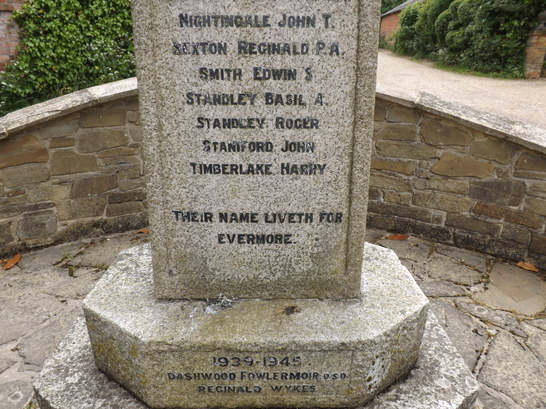 NIGHTINGALE JOHN T.
SEXTON REGINALD P.A.
SMITH EDWIN S
STANDLEY BASIL A.
STANDLEY ROGER
STANIFORD JOHN
TIMBERLAKE HARRY
THEIR NAME LIVETH FOR
EVERMORE.
1939-1945
DASHWOOD FOWLERMOIR D.S.O.
REGINALD WYKES